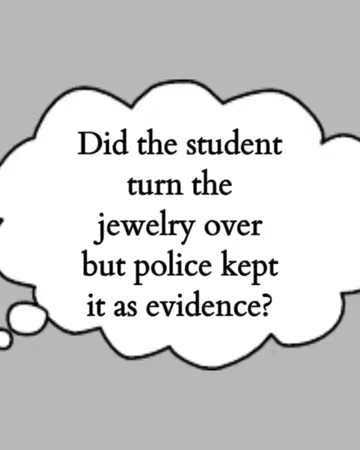 Did the student
turn the
jewelry over
but police kept
it as evidence?